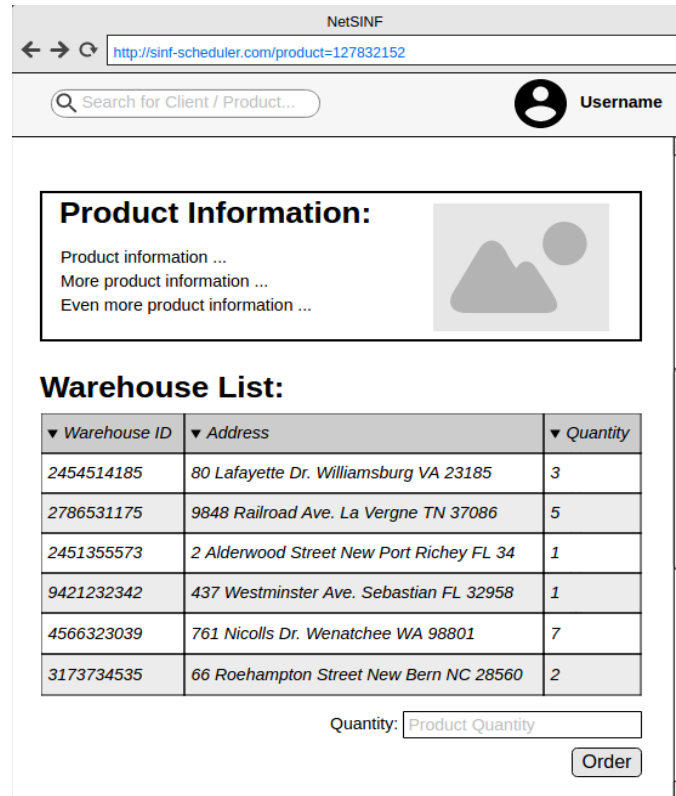 NetSINF
http://sinf-scheduler.com/product=127832152
Search for Client / Product...
Username
Product Information:
Product information ...
More product information ...
Even more product information ...
Warehouse List:
▼ Warehouse ID ▼ Address ▼ Quantity
2454514185 80 Lafayette Dr. Williamsburg VA 23185 3
2786531175 9848 Railroad Ave. La Vergne TN 37086 5
2451355573 2 Alderwood Street New Port Richey FL 34 1
9421232342 437 Westminster Ave. Sebastian FL 32958 1
4566323039 761 Nicolls Dr. Wenatchee WA 98801 7
3173734535 66 Roehampton Street New Bern NC 28560 2
Quantity: Product Quantity
Order